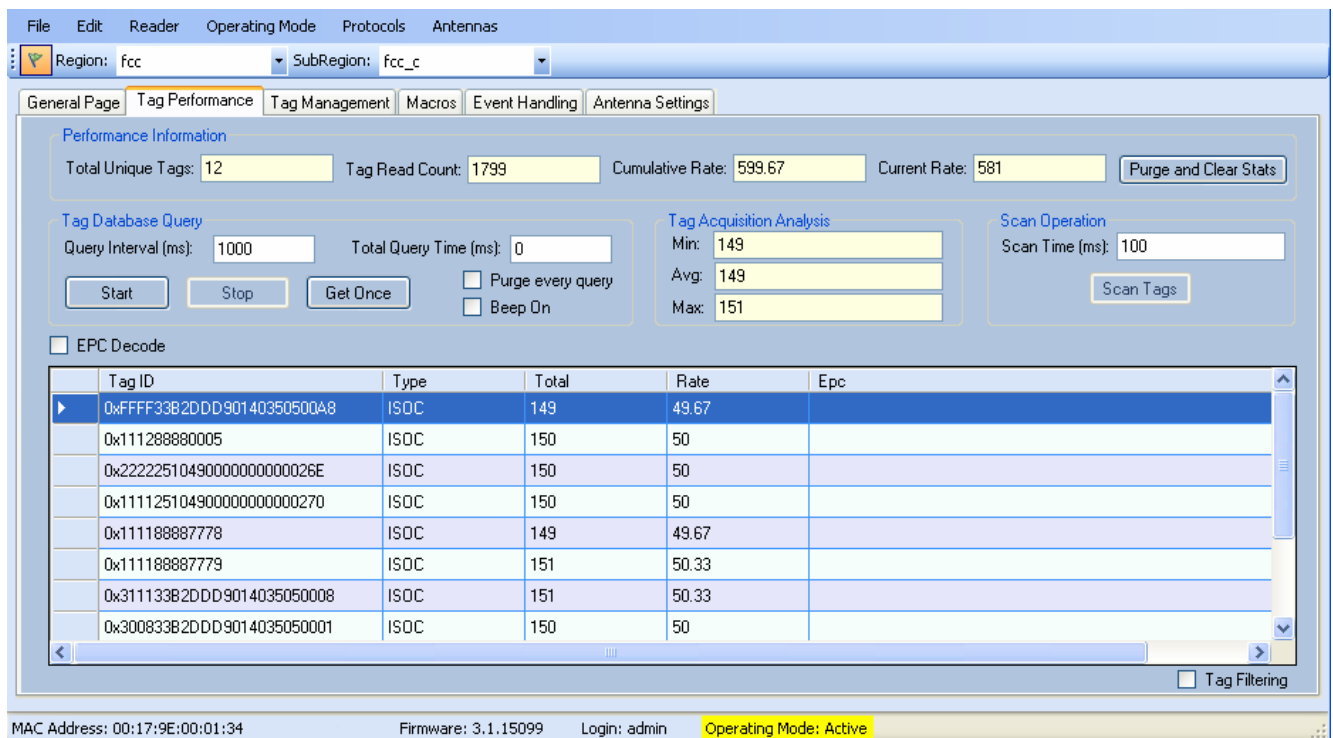 File Edit Reader Operating Mode Protocols Antennas
Region: fcc SubRegion: fcc_c
General Page Tag Performance Tag Management Macros Event Handling Antenna Settings
Performance Information
Total Unique Tags: 12 Tag Read Count: 1799 Cumulative Rate: 599.67 Current Rate: 581 Purge and Clear Stats
Tag Database Query Tag Acquisition Analysis Scan Operation
Query Interval (ms): 1000 Total Query Time (ms): 0 Min: 149 Scan Time (ms): 100
Start Stop Get Once Purge every query Avg: 149 Scan Tags
Beep On Max: 151
EPC Decode
Tag ID Type Total Rate Epc
0xFFFF33B2DDD90140350500A8 ISOC 149 49.67
0x111288880005 ISOC 150 50
0x22222510490000000000026E ISOC 150 50
0x111125104900000000000270 ISOC 150 50
0x111188887778 ISOC 149 49.67
0x111188887779 ISOC 151 50.33
0x311133B2DDD9014035050008 ISOC 151 50.33
0x300833B2DDD9014035050001 ISOC 150 50
Tag Filtering
MAC Address: 00:17:9E:00:01:34 Firmware: 3.1.15099 Login: admin Operating Mode: Active